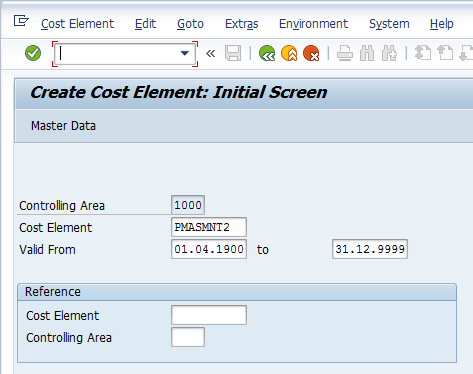 Cost Element Edit Goto Extras Environment System Help
Create Cost Element: Initial Screen
Master Data
Controlling Area 1000
Cost Element PMASMNT2
Valid From 01.04.1900 to 31.12.9999
Reference
Cost Element
Controlling Area